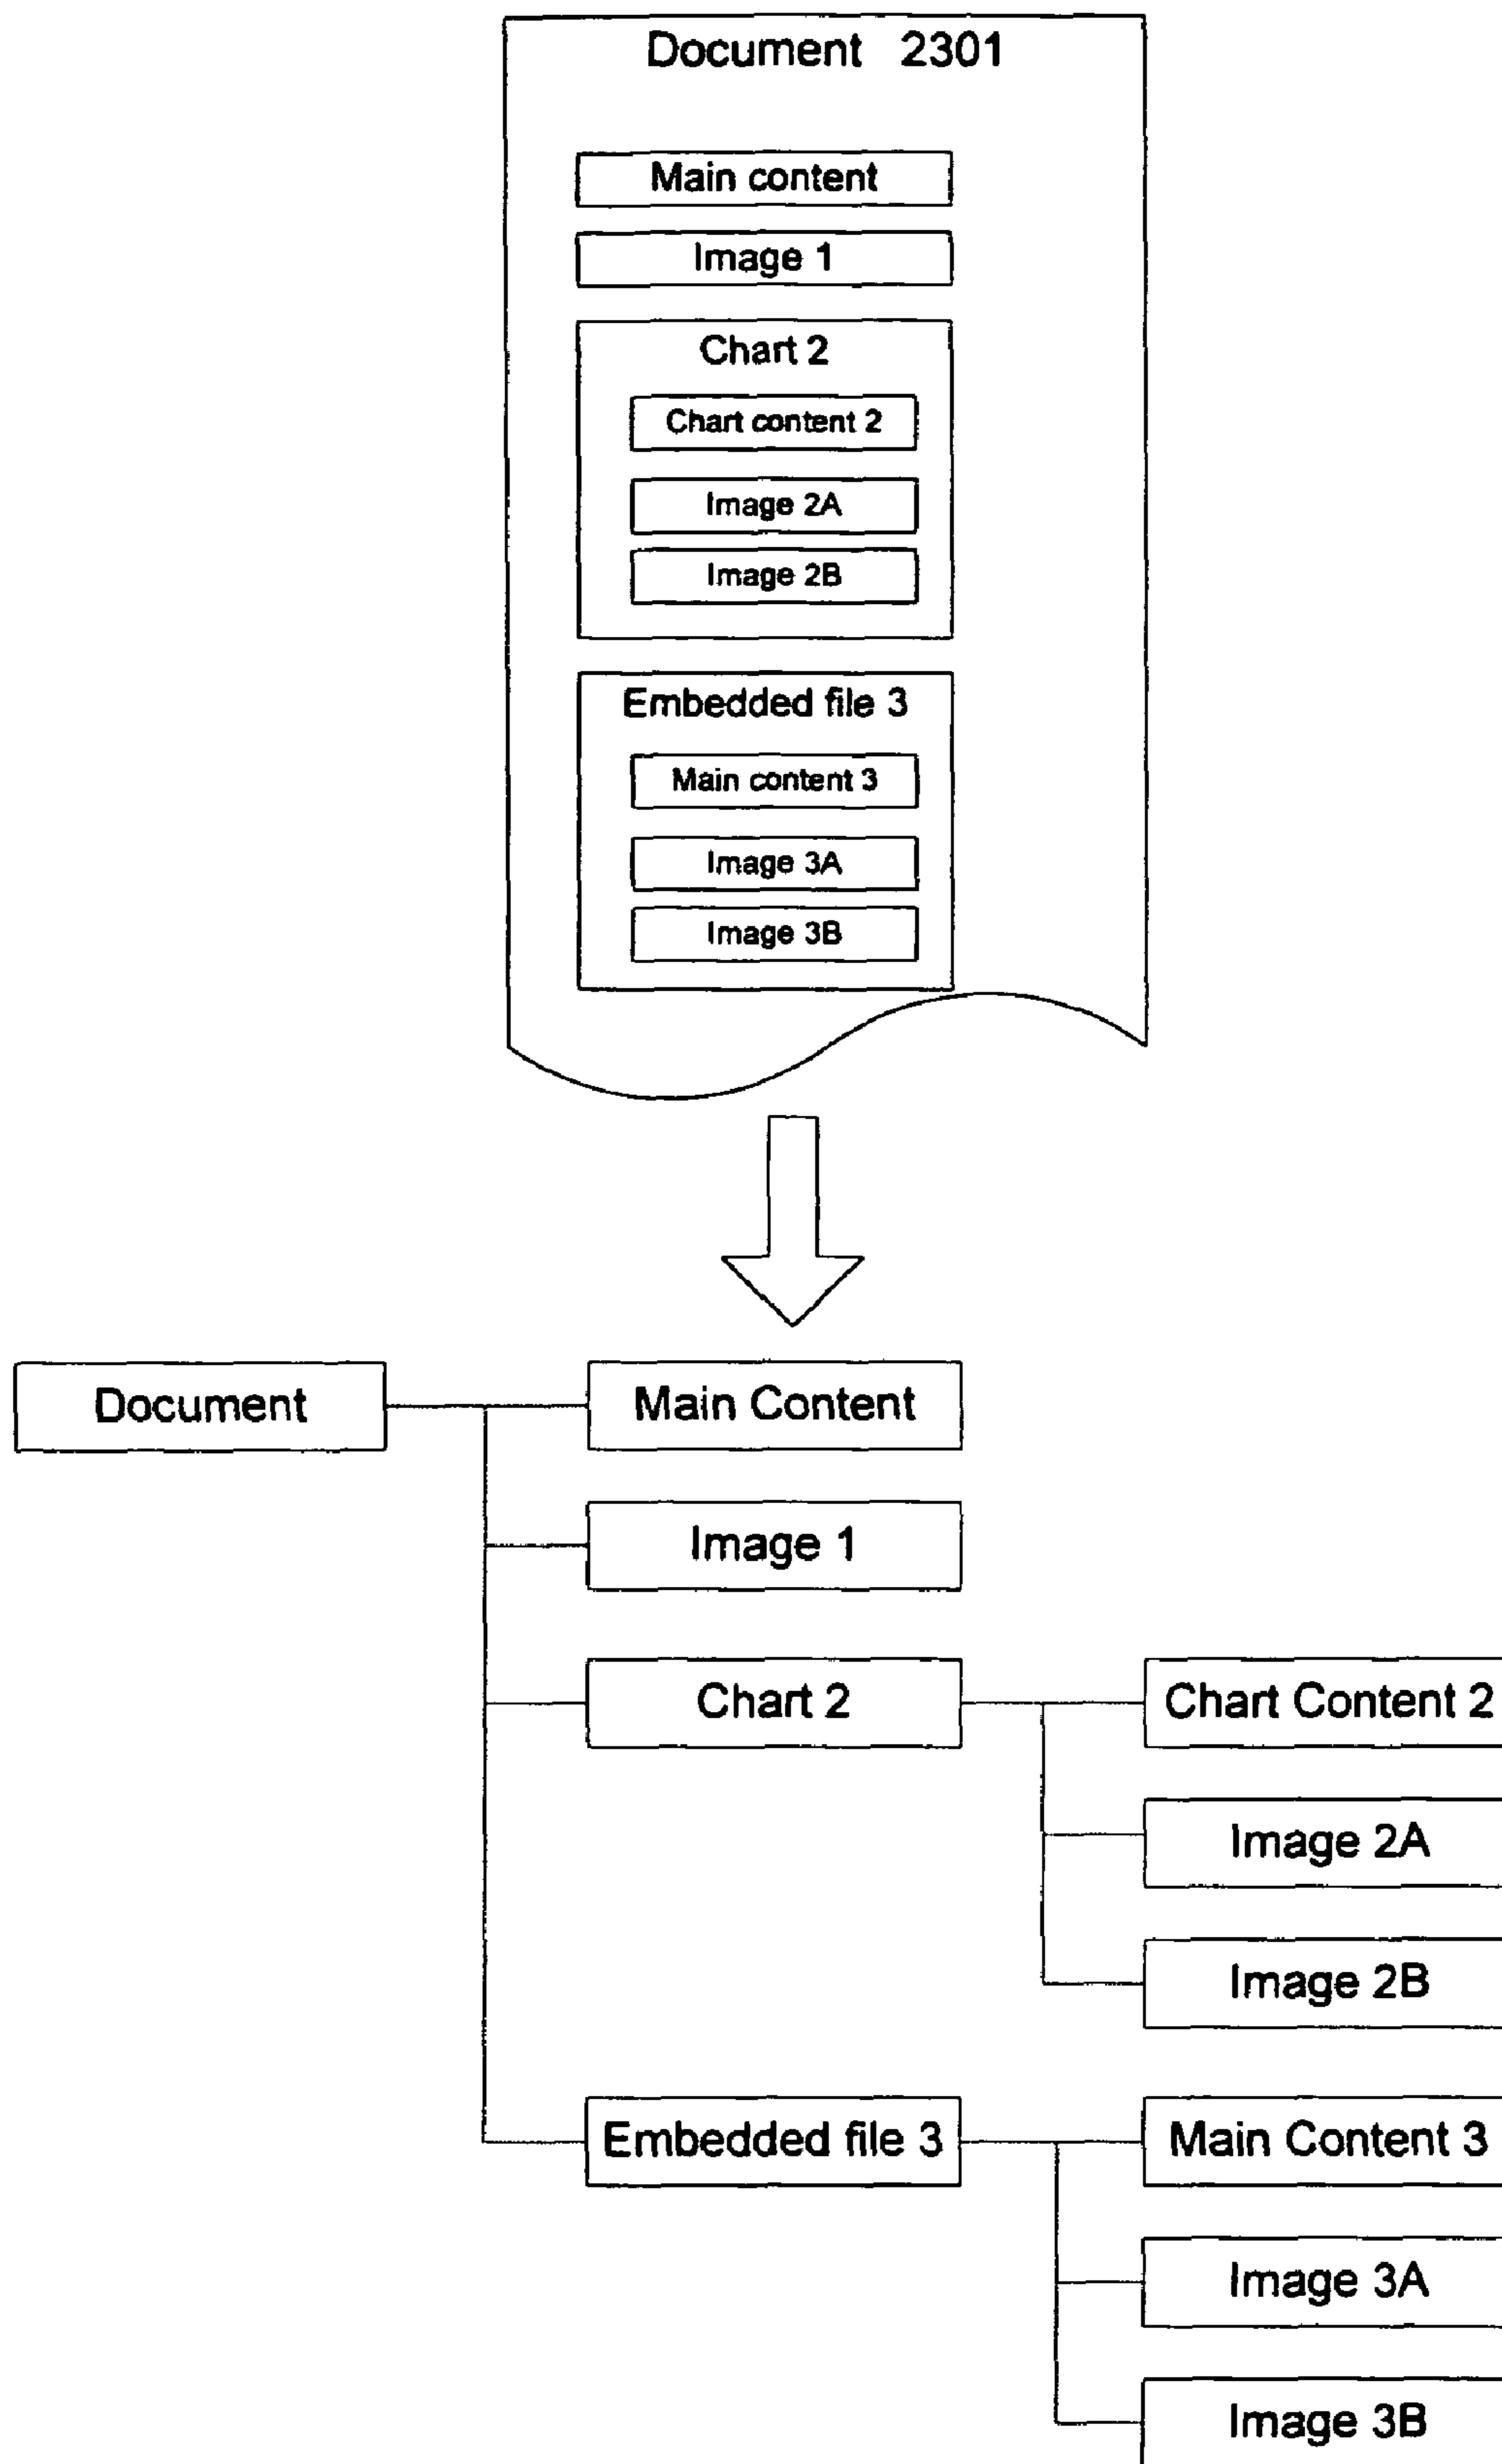 Document 2301
Main content
Image 1
Chart 2
Chart content 2
Image 2A
Image 2B
Embedded file 3
Main content 3
Image 3A
Image 3B
Document
Main Content
Image 1
Chart 2
Chart Content 2
Image 2A
Image 2B
Embedded file 3
Main Content 3
Image 3A
Image 3B